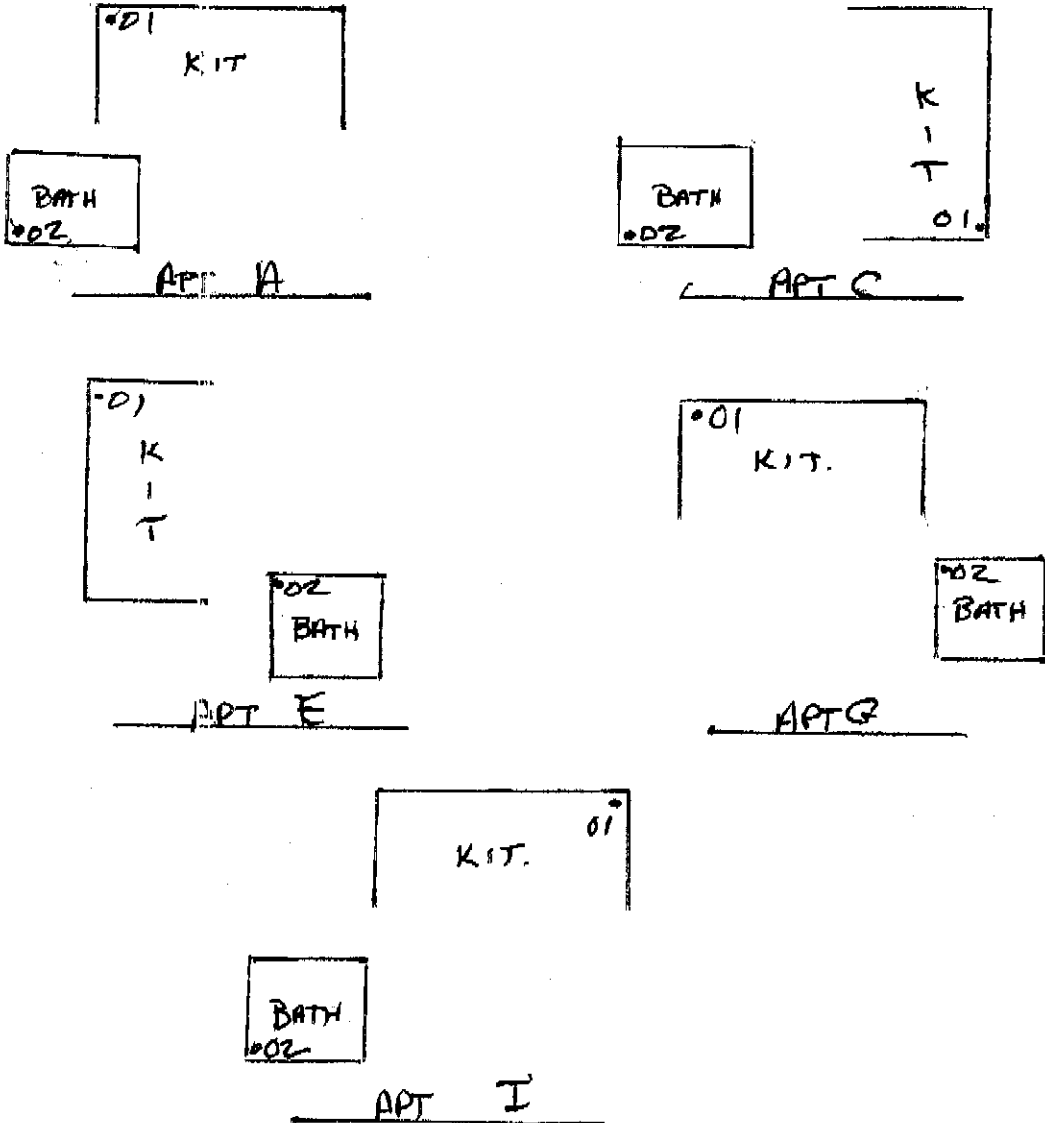 •01
KIT
BATH
•02
APT A
K
I
T
01.
BATH
•02
APT C
•01
K
I
T
•02
BATH
APT E
•01
KIT.
•02
BATH
APT G
01
KIT.
BATH
•02
APT I